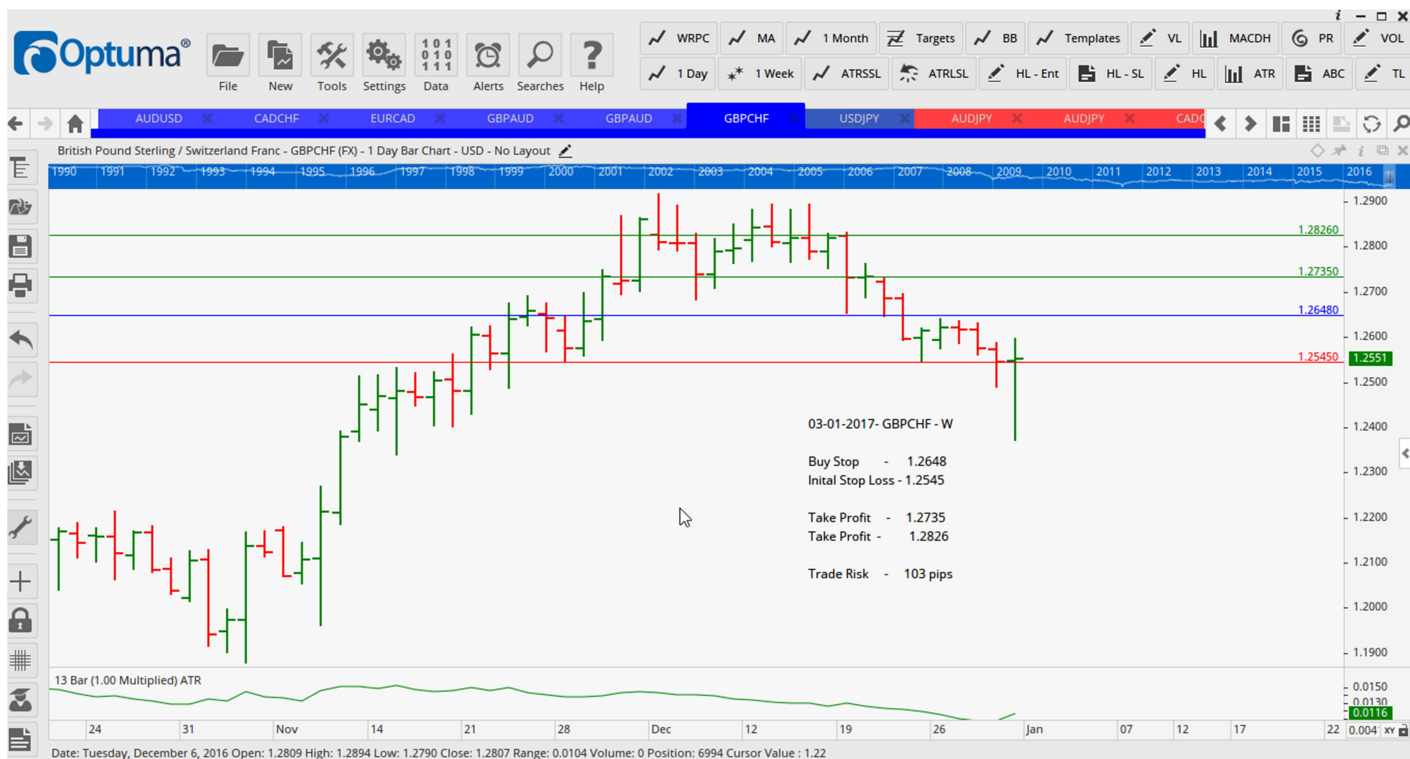 i
Optuma®
File New Tools Settings Data Alerts Searches Help
101
010
111
WRPC MA 1 Month Targets BB Templates VL MACDH PR VOL
1 Day 1 Week ATRSSL ATRLSL HL - Ent HL - SL HL ATR ABC TL
AUDUSD CADCHF EURCAD GBPAUD GBPAUD GBPCHF USDJPY AUDJPY AUDJPY CADC
British Pound Sterling / Switzerland Franc - GBPCHF (FX) - 1 Day Bar Chart - USD - No Layout
1990 1991 1992 1993 1994 1995 1996 1997 1998 1999 2000 2001 2002 2003 2004 2005 2006 2007 2008 2009 2010 2011 2012 2013 2014 2015 2016
1.2900
1.28260
1.2800
1.27350
1.2700
1.26480
1.2600
1.25450 1.2551
1.2500
03-01-2017- GBPCHF - W
1.2400
Buy Stop - 1.2648
Inital Stop Loss - 1.2545
1.2300
Take Profit - 1.2735
1.2200
Take Profit - 1.2826
1.2100
Trade Risk - 103 pips
1.2000
1.1900
13 Bar (1.00 Multiplied) ATR
0.0150
0.0130
0.0116
24 31 Nov 14 21 28 Dec 12 19 26 Jan 07 12 17 22 0.004 XY
Date: Tuesday, December 6, 2016 Open: 1.2809 High: 1.2894 Low: 1.2790 Close: 1.2807 Range: 0.0104 Volume: 0 Position: 6994 Cursor Value : 1.22